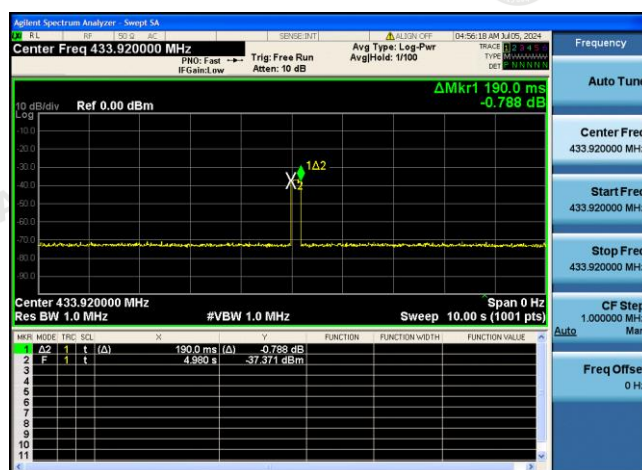 Agilent Spectrum Analyzer - Swept SA
RL RF 50 Ω AC SENSE:INT ALIGN OFF 04:56:18 AM Jul 05, 2024
Center Freq 433.920000 MHz
PNO: Fast
IFGain:Low
Trig: Free Run
Atten: 10 dB
Avg Type: Log-Pwr
Avg|Hold: 1/100
TRACE 1 2 3 4 5 6
TYPE
DET P N N N N N
Frequency
ΔMkr1 190.0 ms
-0.788 dB
10 dB/div Ref 0.00 dBm
Log
-10.0
-20.0
-30.0
-40.0
-50.0
-60.0
-70.0
-80.0
-90.0
1Δ2
2
Center 433.920000 MHz Span 0 Hz
Res BW 1.0 MHz #VBW 1.0 MHz Sweep 10.00 s (1001 pts)
MKR MODE TRC SCL X Y FUNCTION FUNCTION WIDTH FUNCTION VALUE
1 Δ2 1 t (Δ) 190.0 ms (Δ) -0.788 dB
2 F 1 t 4.980 s -37.371 dBm
3
4
5
6
7
8
9
10
11
Auto Tune
Center Freq
433.920000 MHz
Start Freq
433.920000 MHz
Stop Freq
433.920000 MHz
CF Step
1.000000 MHz
Auto Man
Freq Offset
0 Hz